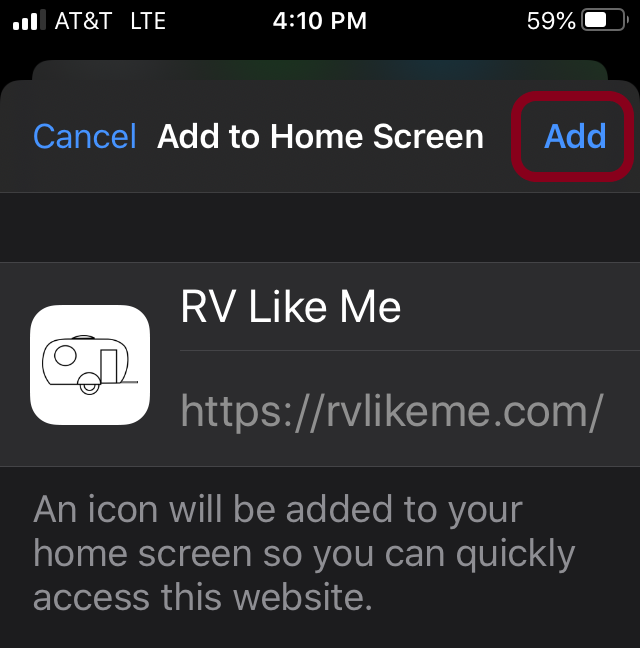 AT&T LTE 4:10 PM 59%
Cancel Add to Home Screen Add
RV Like Me
https://rvlikeme.com/
An icon will be added to your
home screen so you can quickly
access this website.